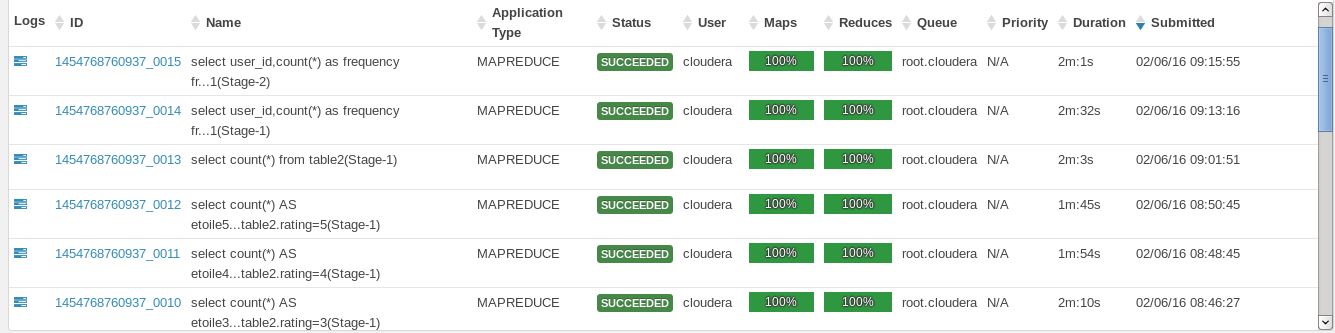 Logs ID Name Application Type Status User Maps Reduces Queue Priority Duration Submitted
1454768760937_0015 select user_id,count(*) as frequency MAPREDUCE SUCCEEDED cloudera 100% 100% root.cloudera N/A 2m:1s 02/06/16 09:15:55
fr...1(Stage-2)
1454768760937_0014 select user_id,count(*) as frequency MAPREDUCE SUCCEEDED cloudera 100% 100% root.cloudera N/A 2m:32s 02/06/16 09:13:16
fr...1(Stage-1)
1454768760937_0013 select count(*) from table2(Stage-1) MAPREDUCE SUCCEEDED cloudera 100% 100% root.cloudera N/A 2m:3s 02/06/16 09:01:51
1454768760937_0012 select count(*) AS MAPREDUCE SUCCEEDED cloudera 100% 100% root.cloudera N/A 1m:45s 02/06/16 08:50:45
etoile5...table2.rating=5(Stage-1)
1454768760937_0011 select count(*) AS MAPREDUCE SUCCEEDED cloudera 100% 100% root.cloudera N/A 1m:54s 02/06/16 08:48:45
etoile4...table2.rating=4(Stage-1)
1454768760937_0010 select count(*) AS MAPREDUCE SUCCEEDED cloudera 100% 100% root.cloudera N/A 2m:10s 02/06/16 08:46:27
etoile3...table2.rating=3(Stage-1)